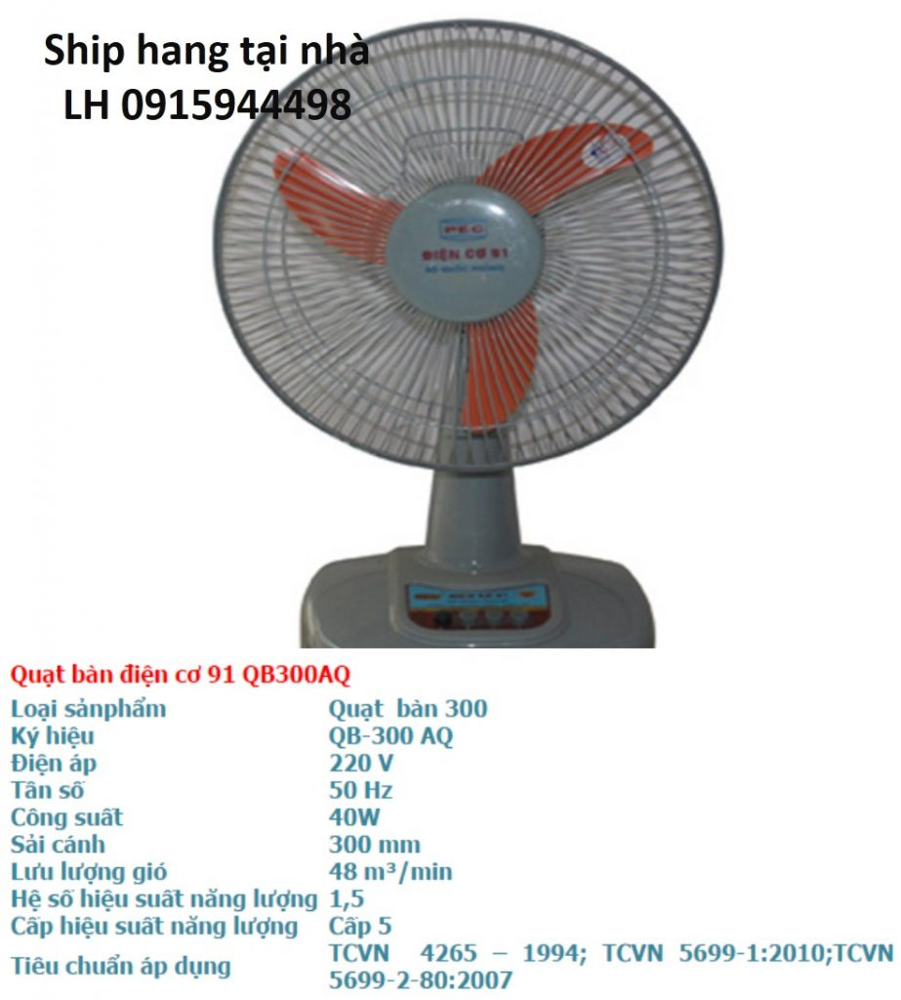 Ship hang tại nhà
LH 0915944498
PEC
ĐIỆN CƠ 91
BỘ QUỐC PHÒNG
Quạt bàn điện cơ 91 QB300AQ
Loại sảnphẩm Quạt bàn 300
Ký hiệu QB-300 AQ
Điện áp 220 V
Tần số 50 Hz
Công suất 40W
Sải cánh 300 mm
Lưu lượng gió 48 m³/min
Hệ số hiệu suất năng lượng 1,5
Cấp hiệu suất năng lượng Cấp 5
Tiêu chuẩn áp dụng TCVN 4265 – 1994; TCVN 5699-1:2010;TCVN
5699-2-80:2007